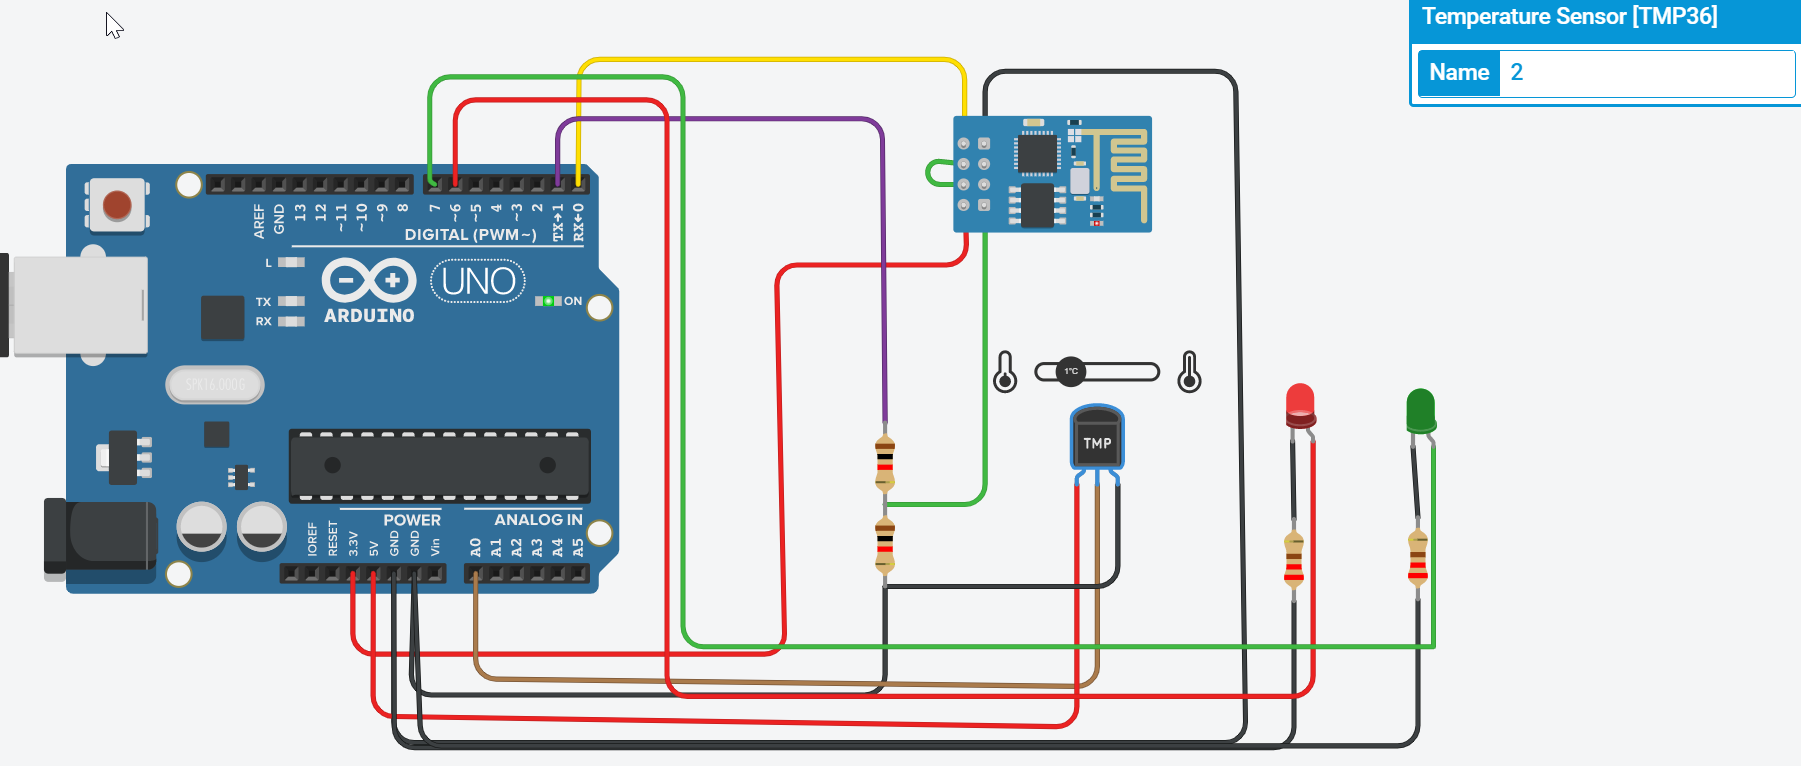 Temperature Sensor [TMP36]
Name 2
AREF
GND
13
12
~11
~10
~9
8
7
~6
~5
4
~3
2
TX→1
RX←0
DIGITAL (PWM~)
L
TX
RX
UNO
ON
ARDUINO
1°C
SPK16.000G
TMP
POWER
ANALOG IN
IOREF
RESET
3.3V
5V
GND
GND
Vin
A0
A1
A2
A3
A4
A5